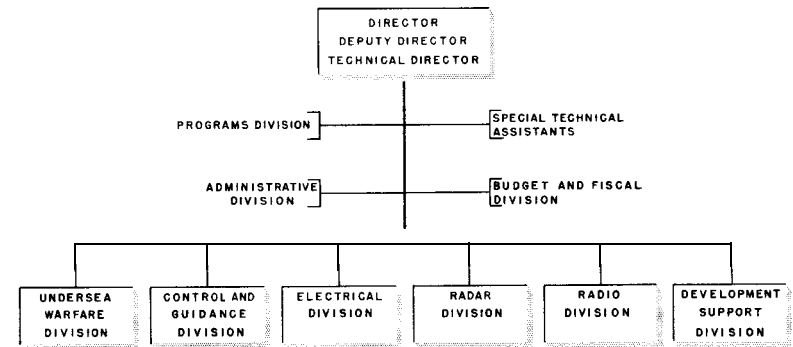 DIRECTOR
DEPUTY DIRECTOR
TECHNICAL DIRECTOR
PROGRAMS DIVISION
SPECIAL TECHNICAL
ASSISTANTS
ADMINISTRATIVE
DIVISION
BUDGET AND FISCAL
DIVISION
UNDERSEA
WARFARE
DIVISION
CONTROL AND
GUIDANCE
DIVISION
ELECTRICAL
DIVISION
RADAR
DIVISION
RADIO
DIVISION
DEVELOPMENT
SUPPORT
DIVISION